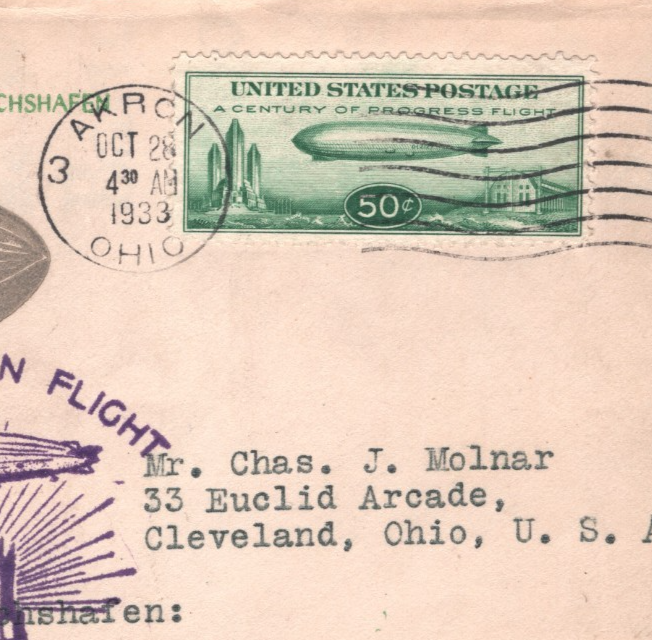 UNITED STATES POSTAGE
A CENTURY OF PROGRESS FLIGHT
50¢
CHSHAFEN
AKRON
OCT 28
4³⁰ AM
1933
3
OHIO
N FLIGHT
Mr. Chas. J. Molnar
33 Euclid Arcade,
Cleveland, Ohio, U. S. A
chshafen: